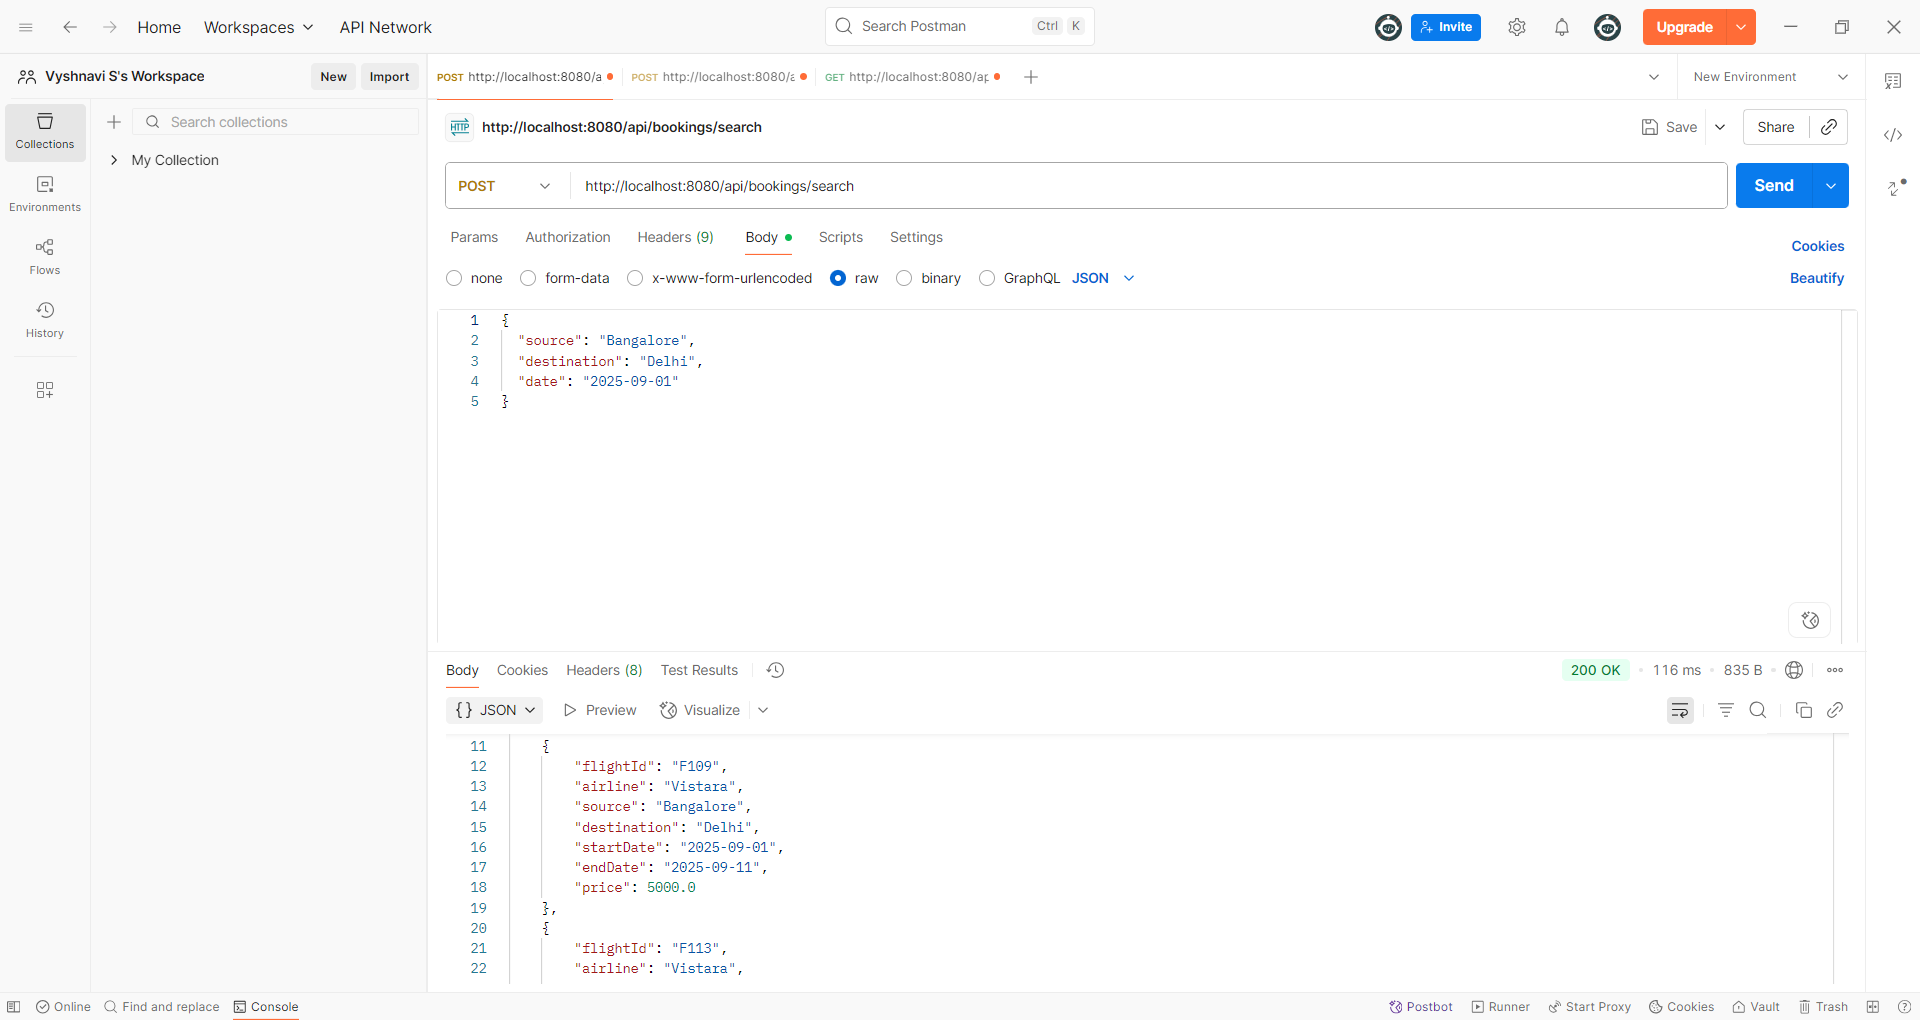 Home Workspaces API Network Search Postman Ctrl K Invite Upgrade
Vyshnavi S's Workspace New Import
POST http://localhost:8080/a POST http://localhost:8080/a GET http://localhost:8080/ap New Environment
Collections
Environments
Flows
History
Search collections
My Collection
HTTP http://localhost:8080/api/bookings/search Save Share
POST http://localhost:8080/api/bookings/search Send
Params Authorization Headers (9) Body Scripts Settings Cookies
none form-data x-www-form-urlencoded raw binary GraphQL JSON Beautify
1 {
2 "source": "Bangalore",
3 "destination": "Delhi",
4 "date": "2025-09-01"
5 }
Body Cookies Headers (8) Test Results 200 OK 116 ms 835 B
{} JSON Preview Visualize
11 {
12 "flightId": "F109",
13 "airline": "Vistara",
14 "source": "Bangalore",
15 "destination": "Delhi",
16 "startDate": "2025-09-01",
17 "endDate": "2025-09-11",
18 "price": 5000.0
19 },
20 {
21 "flightId": "F113",
22 "airline": "Vistara",
Online Find and replace Console Postbot Runner Start Proxy Cookies Vault Trash